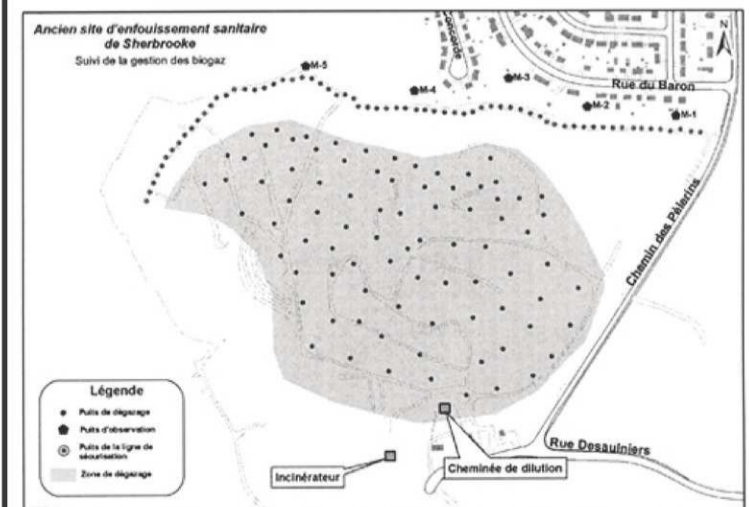 Ancien site d'enfouissement sanitaire
de Sherbrooke
Suivi de la gestion des biogaz
N
M-5
M-4
M-3
Rue du Baron
M-2
M-1
Chemin des Pèlerins
Légende
Puits de dégazage
Puits d'observation
Puits de la ligne de
sécurisation
Zone de dégazage
Incinérateur
Cheminée de dilution
Rue Desaulniers